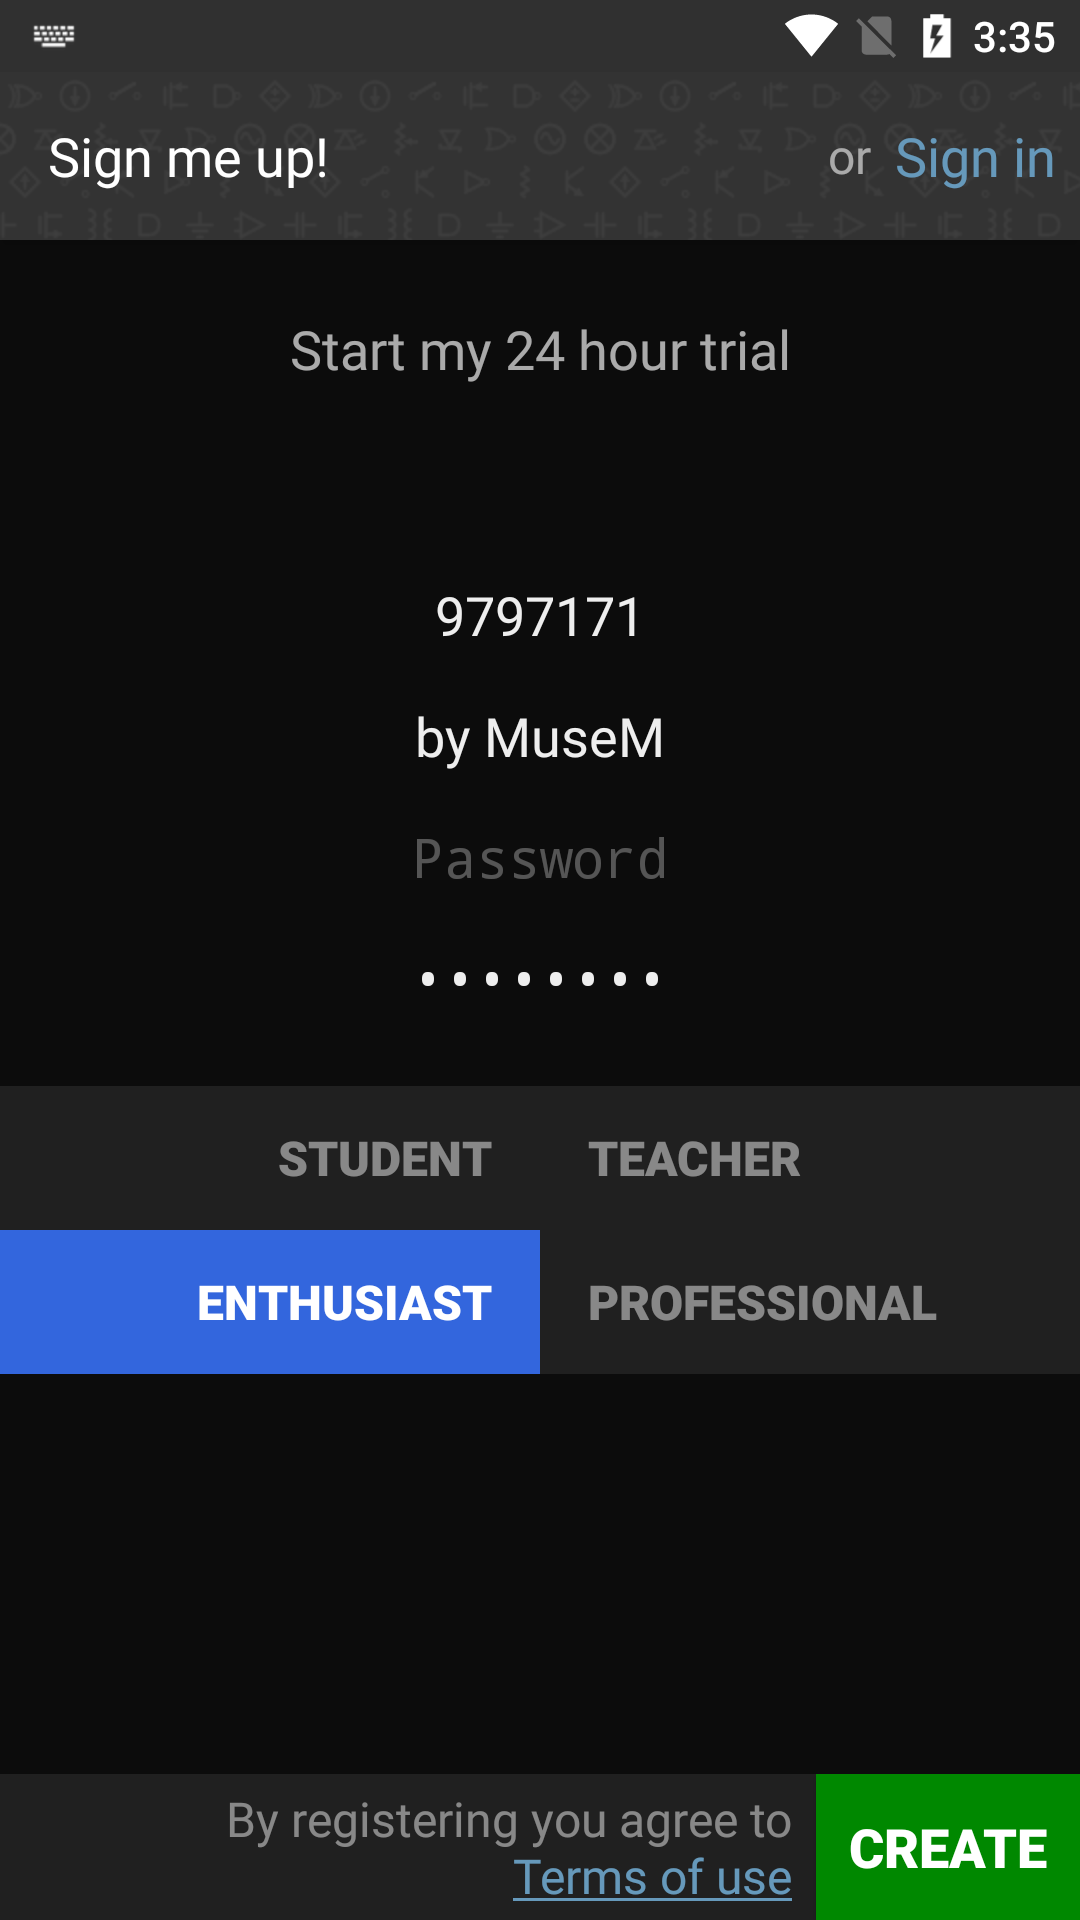 3:35
Sign me up!
or Sign in
Start my 24 hour trial
9797171
by MuseM
Password
••••••••
STUDENT
TEACHER
ENTHUSIAST
PROFESSIONAL
By registering you agree to
Terms of use
CREATE